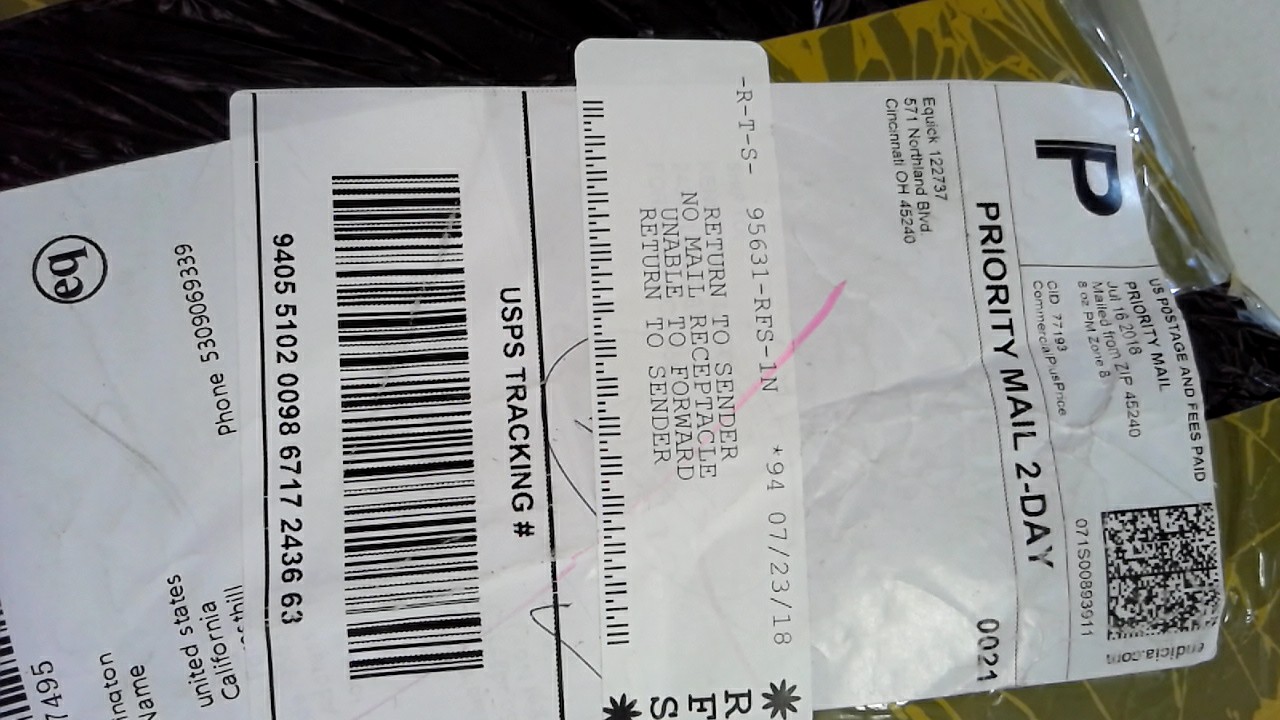 P
US POSTAGE AND FEES PAID
PRIORITY MAIL
Jul 16 2018
Mailed from ZIP 45240
8 oz PM Zone 8
CID 77193
CommercialPlusPrice
071S00893911
endicia.com
PRIORITY MAIL 2-DAY
0021
Equick 122737
571 Northland Blvd.
Cincinnati OH 45240
-R-T-S- 95631-RFS-1N *94 07/23/18
RETURN TO SENDER
NO MAIL RECEPTACLE
UNABLE TO FORWARD
RETURN TO SENDER
R
F
S
USPS TRACKING #
9405 5102 0098 6717 2436 63
eq
Phone 5309069339
California
united states
Name
7495